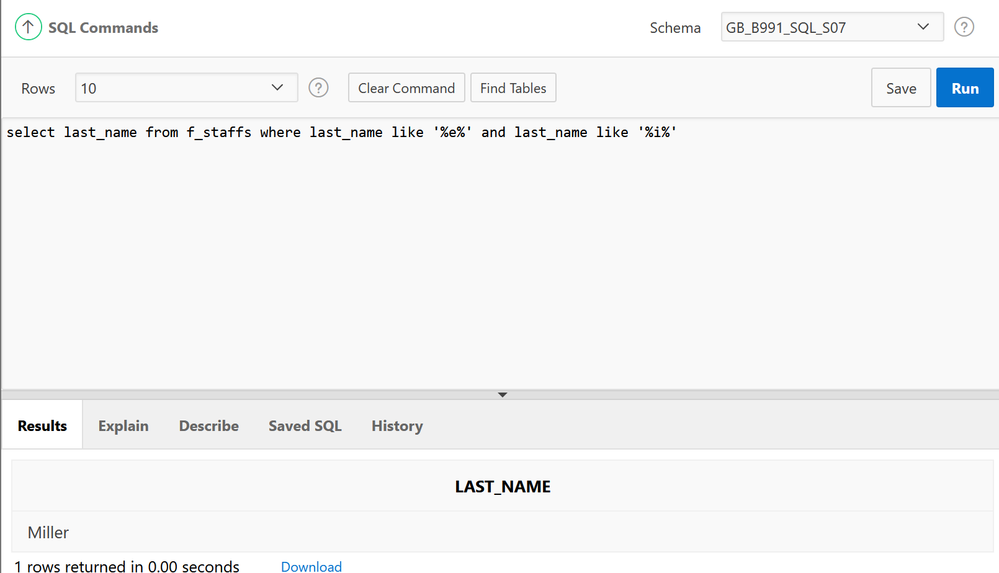 SQL Commands
Schema
GB_B991_SQL_S07
?
Rows
10
?
Clear Command
Find Tables
Save
Run
select last_name from f_staffs where last_name like '%e%' and last_name like '%i%'
Results
Explain
Describe
Saved SQL
History
LAST_NAME
Miller
1 rows returned in 0.00 seconds
Download